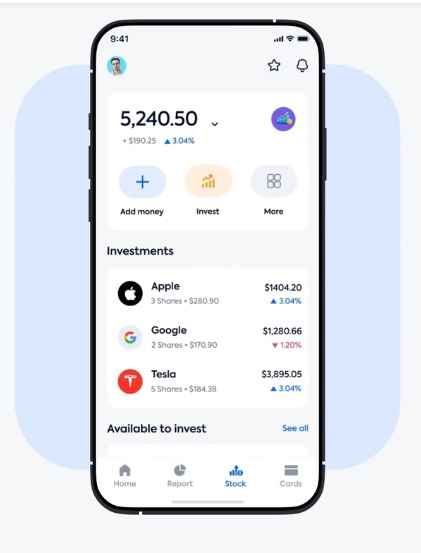 9:41
5,240.50
+ $190.25 ▲ 3.04%
Add money Invest More
Investments
Apple $1404.20
3 Shares • $280.90 ▲ 3.04%
Google $1,280.66
2 Shares • $170.90 ▼ 1.20%
Tesla $3,895.05
5 Shares • $184.38 ▲ 3.04%
Available to invest See all
Home Report Stock Cards